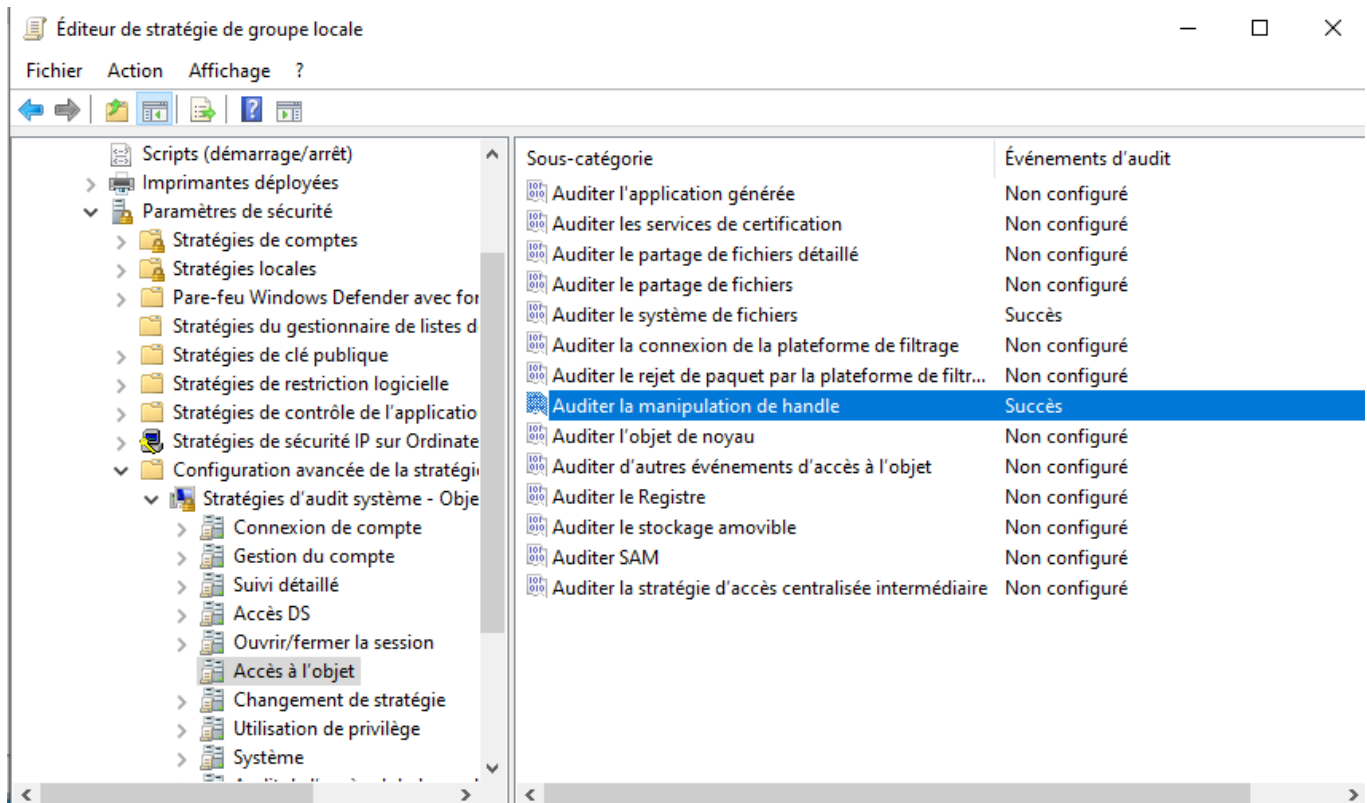 Éditeur de stratégie de groupe locale
Fichier Action Affichage ?
Scripts (démarrage/arrêt)
Imprimantes déployées
Paramètres de sécurité
Stratégies de comptes
Stratégies locales
Pare-feu Windows Defender avec for
Stratégies du gestionnaire de listes d
Stratégies de clé publique
Stratégies de restriction logicielle
Stratégies de contrôle de l'applicatio
Stratégies de sécurité IP sur Ordinate
Configuration avancée de la stratégi
Stratégies d'audit système - Obje
Connexion de compte
Gestion du compte
Suivi détaillé
Accès DS
Ouvrir/fermer la session
Accès à l'objet
Changement de stratégie
Utilisation de privilège
Système
Sous-catégorie Événements d'audit
Auditer l'application générée Non configuré
Auditer les services de certification Non configuré
Auditer le partage de fichiers détaillé Non configuré
Auditer le partage de fichiers Non configuré
Auditer le système de fichiers Succès
Auditer la connexion de la plateforme de filtrage Non configuré
Auditer le rejet de paquet par la plateforme de filtr... Non configuré
Auditer la manipulation de handle Succès
Auditer l'objet de noyau Non configuré
Auditer d'autres événements d'accès à l'objet Non configuré
Auditer le Registre Non configuré
Auditer le stockage amovible Non configuré
Auditer SAM Non configuré
Auditer la stratégie d'accès centralisée intermédiaire Non configuré